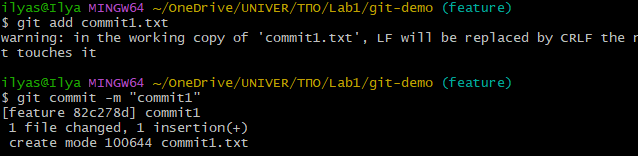 ilyas@Ilya MINGW64 ~/OneDrive/UNIVER/ТПО/Lab1/git-demo (feature)
$ git add commit1.txt
warning: in the working copy of 'commit1.txt', LF will be replaced by CRLF the
t touches it
ilyas@Ilya MINGW64 ~/OneDrive/UNIVER/ТПО/Lab1/git-demo (feature)
$ git commit -m "commit1"
[feature 82c278d] commit1
1 file changed, 1 insertion(+)
create mode 100644 commit1.txt